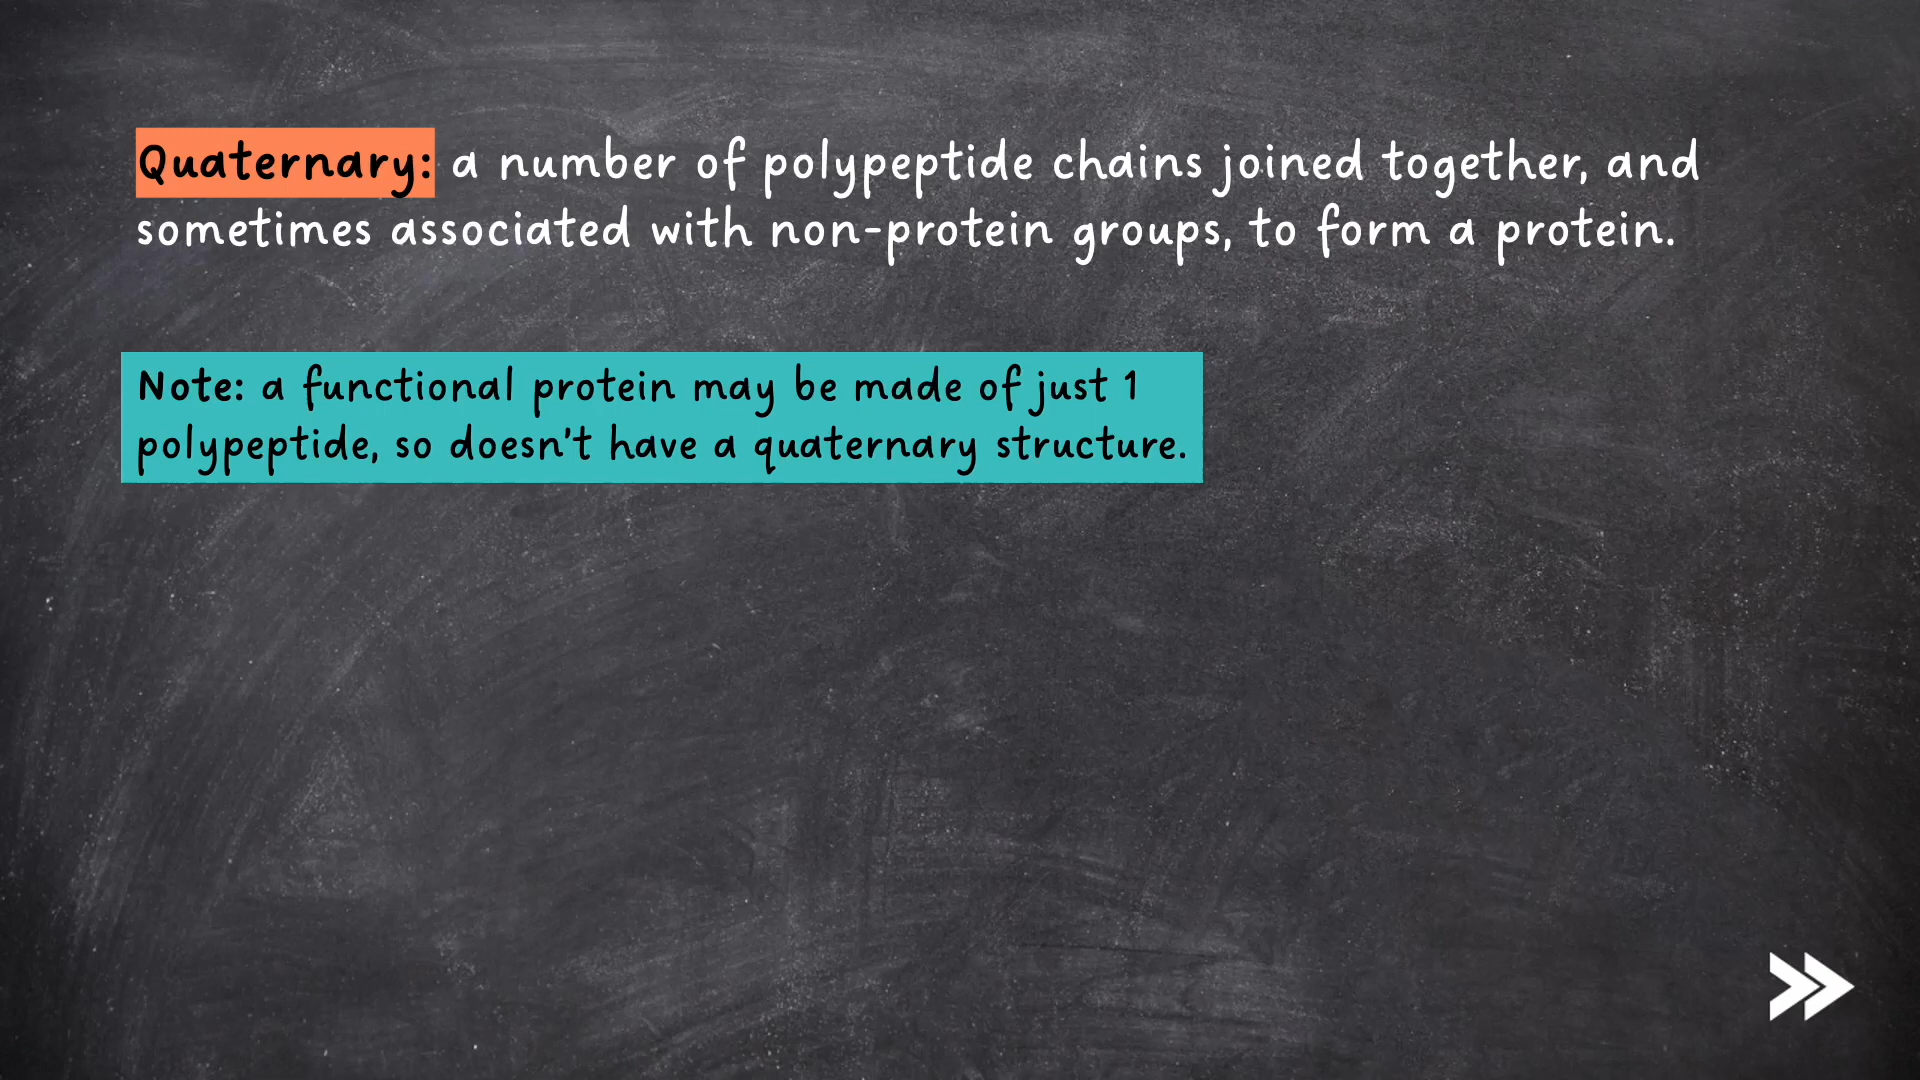 Quaternary: a number of polypeptide chains joined together, and
sometimes associated with non-protein groups, to form a protein.
Note: a functional protein may be made of just 1
polypeptide, so doesn't have a quaternary structure.